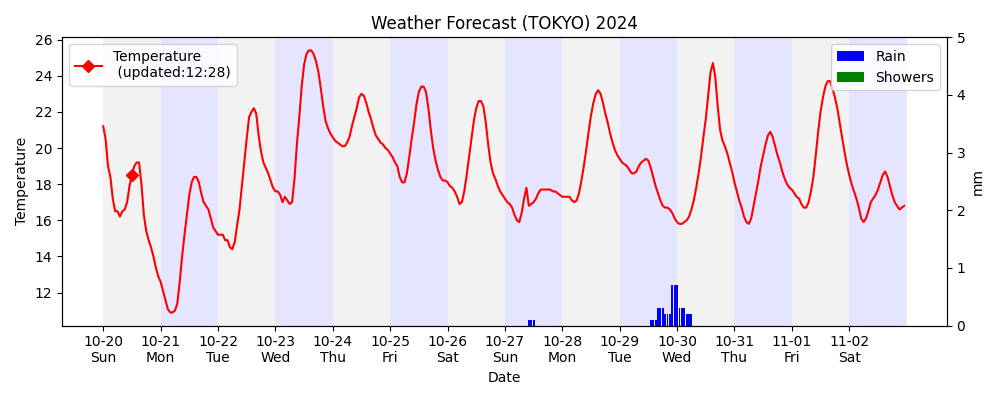 Weather Forecast (TOKYO) 2024
Temperature
(updated:12:28)
Rain
Showers
Temperature
26
24
22
20
18
16
14
12
5
4
3
2
1
0
mm
10-20 10-21 10-22 10-23 10-24 10-25 10-26 10-27 10-28 10-29 10-30 10-31 11-01 11-02
Sun Mon Tue Wed Thu Fri Sat Sun Mon Tue Wed Thu Fri Sat
Date